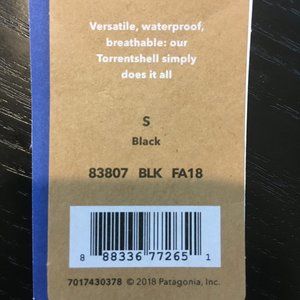 Versatile, waterproof,
breathable: our
Torrentshell simply
does it all
S
Black
83807 BLK FA18
8 88336 77265 1
7017430378 © 2018 Patagonia, Inc.